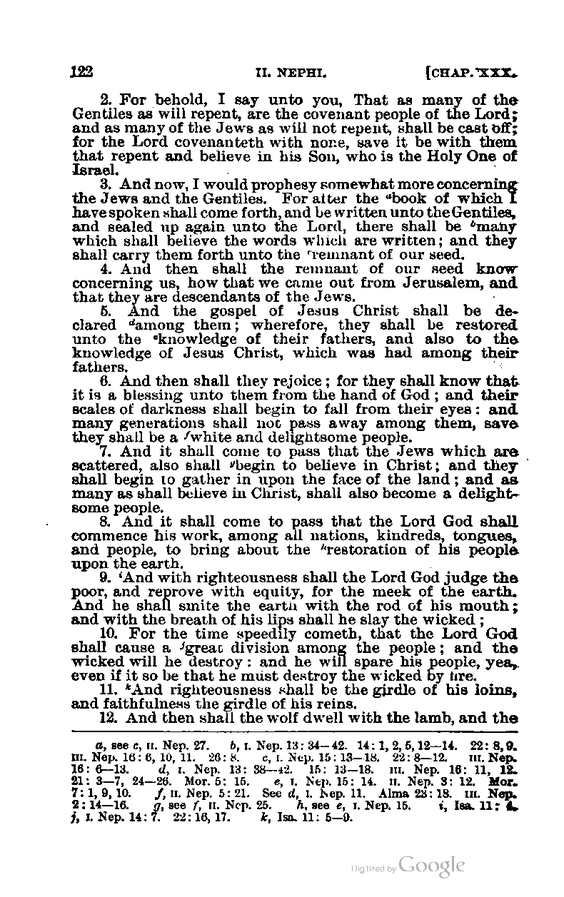 122 II. NEPHI. [CHAP. XXX.
2. For behold, I say unto you, That as many of the
Gentiles as will repent, are the covenant people of the Lord;
and as many of the Jews as will not repent, shall be cast off;
for the Lord covenanteth with none, save it be with them
that repent and believe in his Son, who is the Holy One of
Israel.
3. And now, I would prophesy somewhat more concerning
the Jews and the Gentiles. For after the ᵃbook of which I
have spoken shall come forth, and be written unto the Gentiles,
and sealed up again unto the Lord, there shall be ᵇmany
which shall believe the words which are written; and they
shall carry them forth unto the ᶜremnant of our seed.
4. And then shall the remnant of our seed know
concerning us, how that we came out from Jerusalem, and
that they are descendants of the Jews.
5. And the gospel of Jesus Christ shall be de-
clared ᵈamong them; wherefore, they shall be restored
unto the ᵉknowledge of their fathers, and also to the
knowledge of Jesus Christ, which was had among their
fathers.
6. And then shall they rejoice; for they shall know that
it is a blessing unto them from the hand of God; and their
scales of darkness shall begin to fall from their eyes: and
many generations shall not pass away among them, save
they shall be a ᶠwhite and delightsome people.
7. And it shall come to pass that the Jews which are
scattered, also shall ᵍbegin to believe in Christ; and they
shall begin to gather in upon the face of the land; and as
many as shall believe in Christ, shall also become a delight-
some people.
8. And it shall come to pass that the Lord God shall
commence his work, among all nations, kindreds, tongues,
and people, to bring about the ʰrestoration of his people
upon the earth.
9. ⁱAnd with righteousness shall the Lord God judge the
poor, and reprove with equity, for the meek of the earth.
And he shall smite the earth with the rod of his mouth;
and with the breath of his lips shall he slay the wicked;
10. For the time speedily cometh, that the Lord God
shall cause a ʲgreat division among the people; and the
wicked will he destroy: and he will spare his people, yea,
even if it so be that he must destroy the wicked by fire.
11. ᵏAnd righteousness shall be the girdle of his loins,
and faithfulness the girdle of his reins.
12. And then shall the wolf dwell with the lamb, and the
a, see c, II. Nep. 27. b, I. Nep. 13: 34—42. 14: 1, 2, 5, 12—14. 22: 8, 9.
III. Nep. 16: 6, 10, 11. 26: 8. c, I. Nep. 15: 13—18. 22: 8—12. III. Nep.
16: 6—13. d, I. Nep. 13: 38—42. 15: 13—18. III. Nep. 16: 11, 12.
21: 3—7, 24—26. Mor. 5: 15. e, I. Nep. 15: 14. II. Nep. 3: 12. Mor.
7: 1, 9, 10. f, II. Nep. 5: 21. See d, I. Nep. 11. Alma 23: 18. III. Nep.
2: 14—16. g, see f, II. Nep. 25. h, see e, I. Nep. 15. i, Isa. 11: 4.
j, I. Nep. 14: 7. 22: 16, 17. k, Isa. 11: 5—9.
Digitized by Google